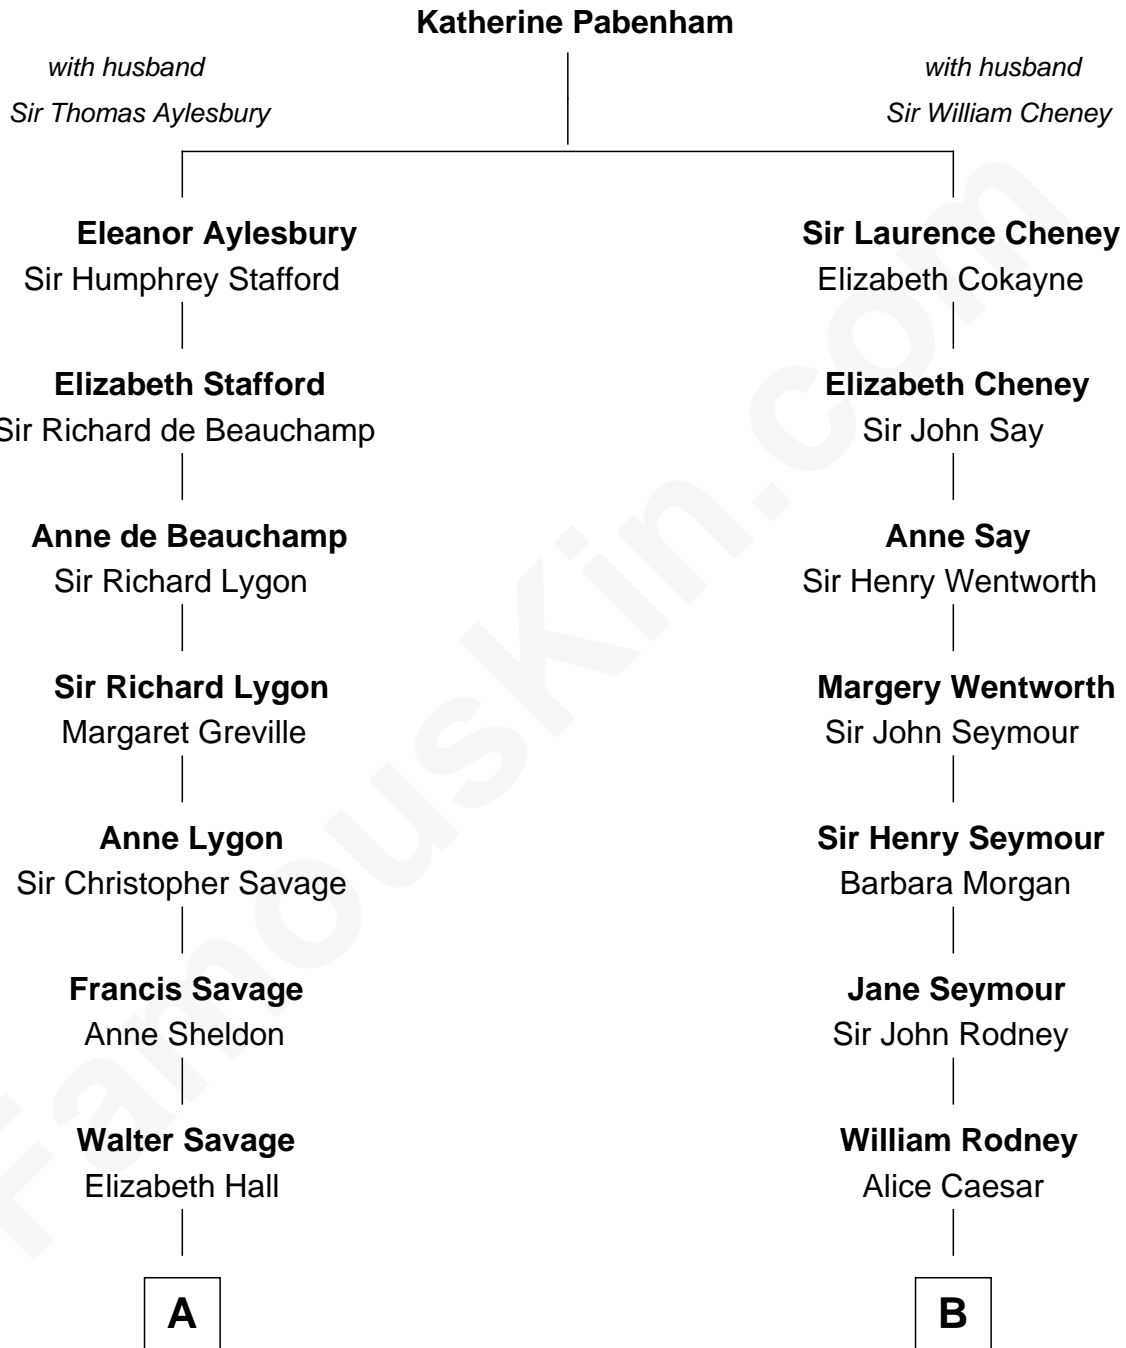 Katherine Pabenham
with husband
Sir Thomas Aylesbury
with husband
Sir William Cheney
Eleanor Aylesbury
Sir Humphrey Stafford
Elizabeth Stafford
Sir Richard de Beauchamp
Anne de Beauchamp
Sir Richard Lygon
Sir Richard Lygon
Margaret Greville
Anne Lygon
Sir Christopher Savage
Francis Savage
Anne Sheldon
Walter Savage
Elizabeth Hall
A
Sir Laurence Cheney
Elizabeth Cokayne
Elizabeth Cheney
Sir John Say
Anne Say
Sir Henry Wentworth
Margery Wentworth
Sir John Seymour
Sir Henry Seymour
Barbara Morgan
Jane Seymour
Sir John Rodney
William Rodney
Alice Caesar
B
FamousKin.com